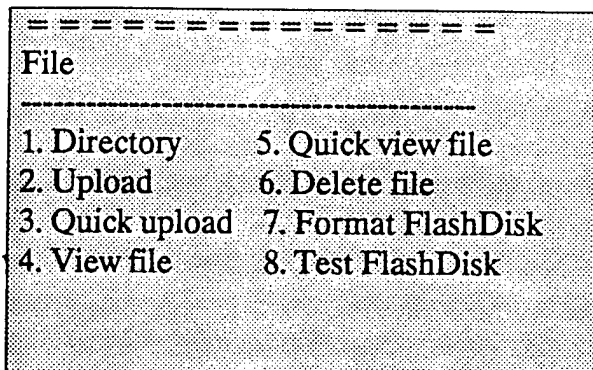 = = = = = = = = = = = = = = = =
File
----------------------------------------
1. Directory 5. Quick view file
2. Upload 6. Delete file
3. Quick upload 7. Format FlashDisk
4. View file 8. Test FlashDisk